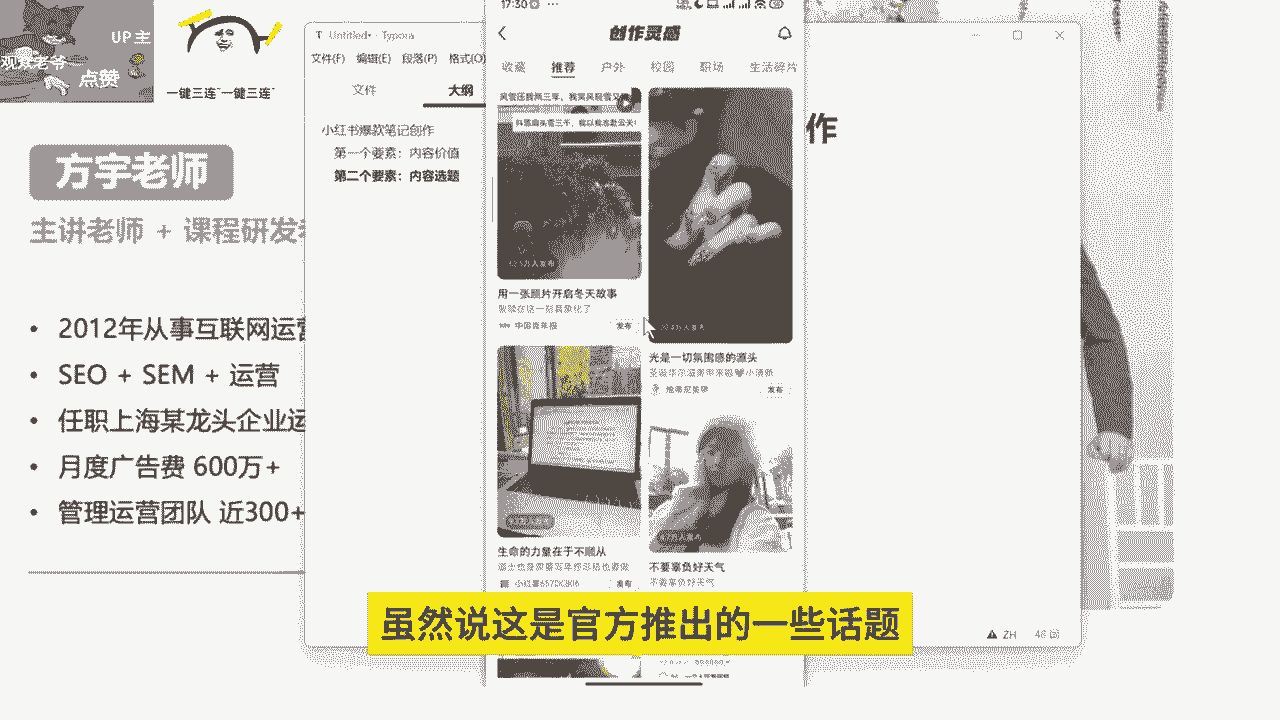 UP 主
观众老爷
点赞
一键三连~一键三连~
方宇老师
主讲老师 + 课程研发
• 2012年从事互联网运营
• SEO + SEM + 运营
• 任职上海某龙头企业运
• 月度广告费 600万+
• 管理运营团队 近300+
T Untitled• - Typora
文件(F) 编辑(E) 段落(P) 格式(O)
文件 大纲
小红书爆款笔记创作
第一个要素：内容价值
第二个要素：内容选题
17:30
创作灵感
收藏 推荐 户外 校园 职场 生活碎片
用一张照片开启冬天故事
中国青年报 发布
光是一切氛围感的源头
发布
生命的力量在于不顺从
发布
不要辜负好天气
不要辜负好天气
作
ZH
虽然说这是官方推出的一些话题